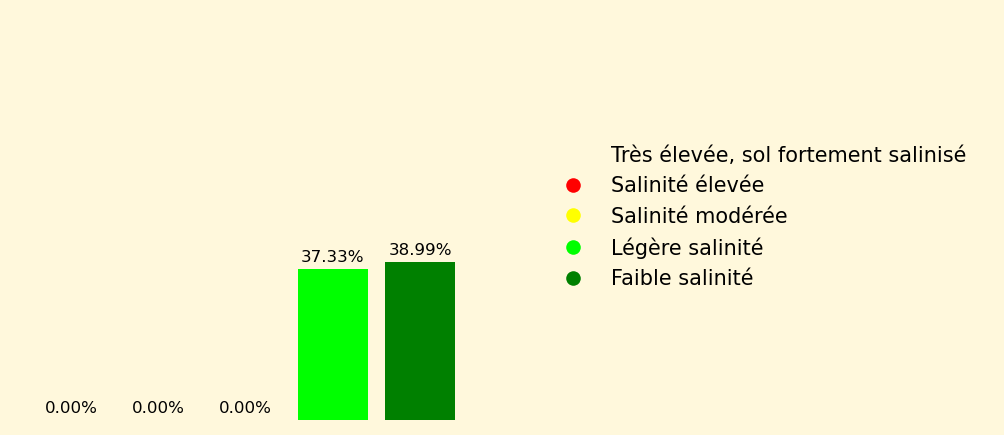 Très élevée, sol fortement salinisé
Salinité élevée
Salinité modérée
Légère salinité
Faible salinité
37.33%
38.99%
0.00%
0.00%
0.00%